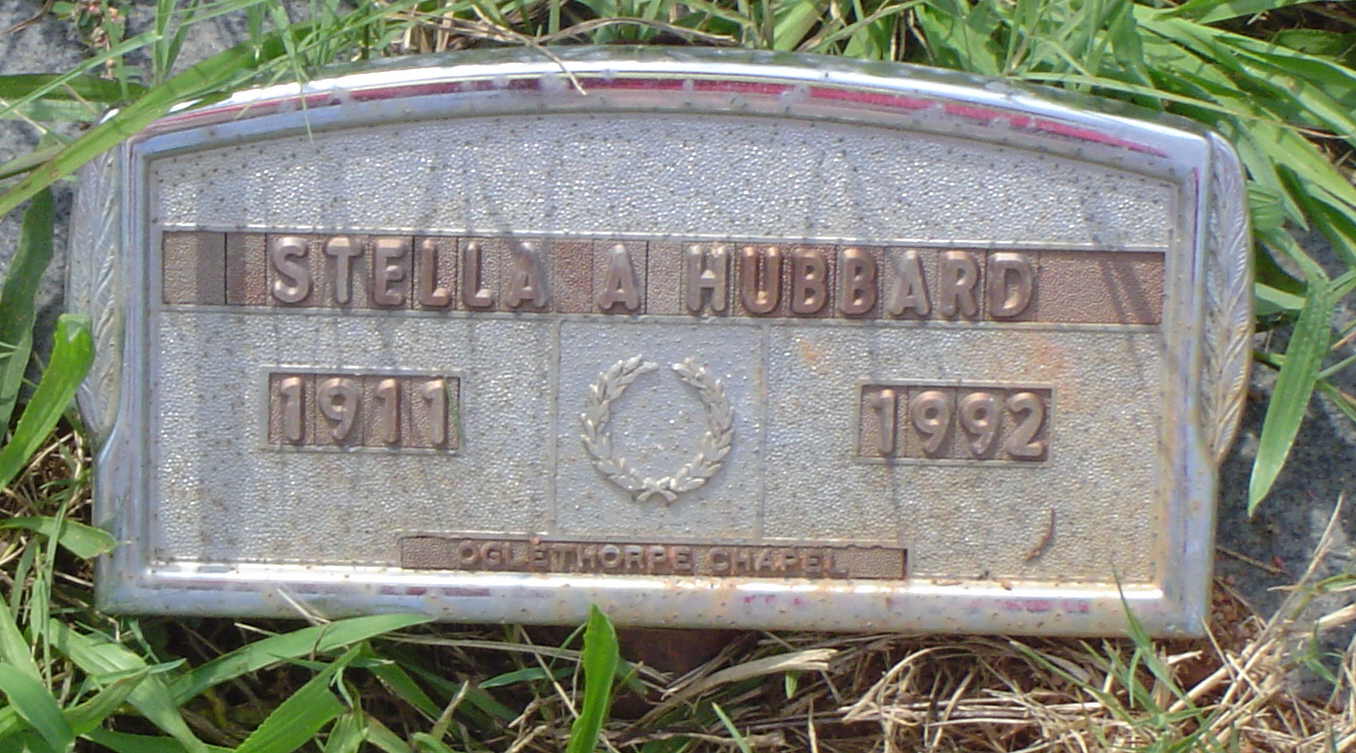 STELLA A HUBBARD
1911 1992
OGLETHORPE CHAPEL